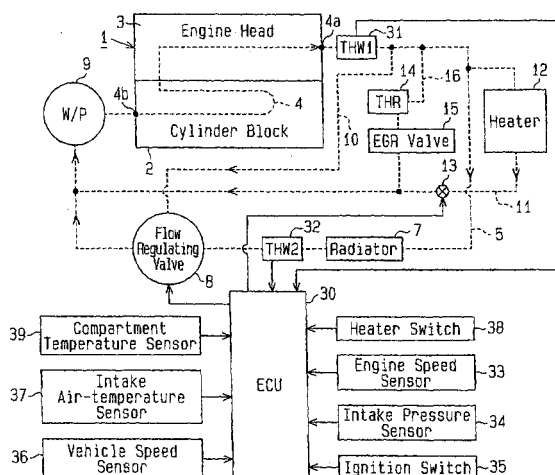 3
Engine Head
4a
31
1
THW1
9
14
16
12
W/P
4b
4
THR
15
Heater
10
EGR Valve
Cylinder Block
13
2
32
7
11
Flow
Regulating
Valve
THW2
Radiator
5
8
30
39
Compartment
Temperature Sensor
Heater Switch
38
ECU
37
Intake
Air-temperature
Sensor
Engine Speed
Sensor
33
Intake Pressure
Sensor
34
36
Vehicle Speed
Sensor
Ignition Switch
35